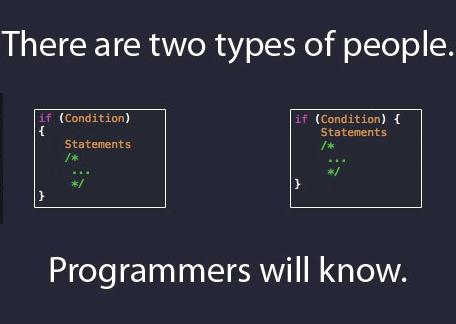 There are two types of people.
if (Condition)
{
    Statements
    /*
     ...
     */
}
if (Condition) {
    Statements
    /*
     ...
     */
}
Programmers will know.